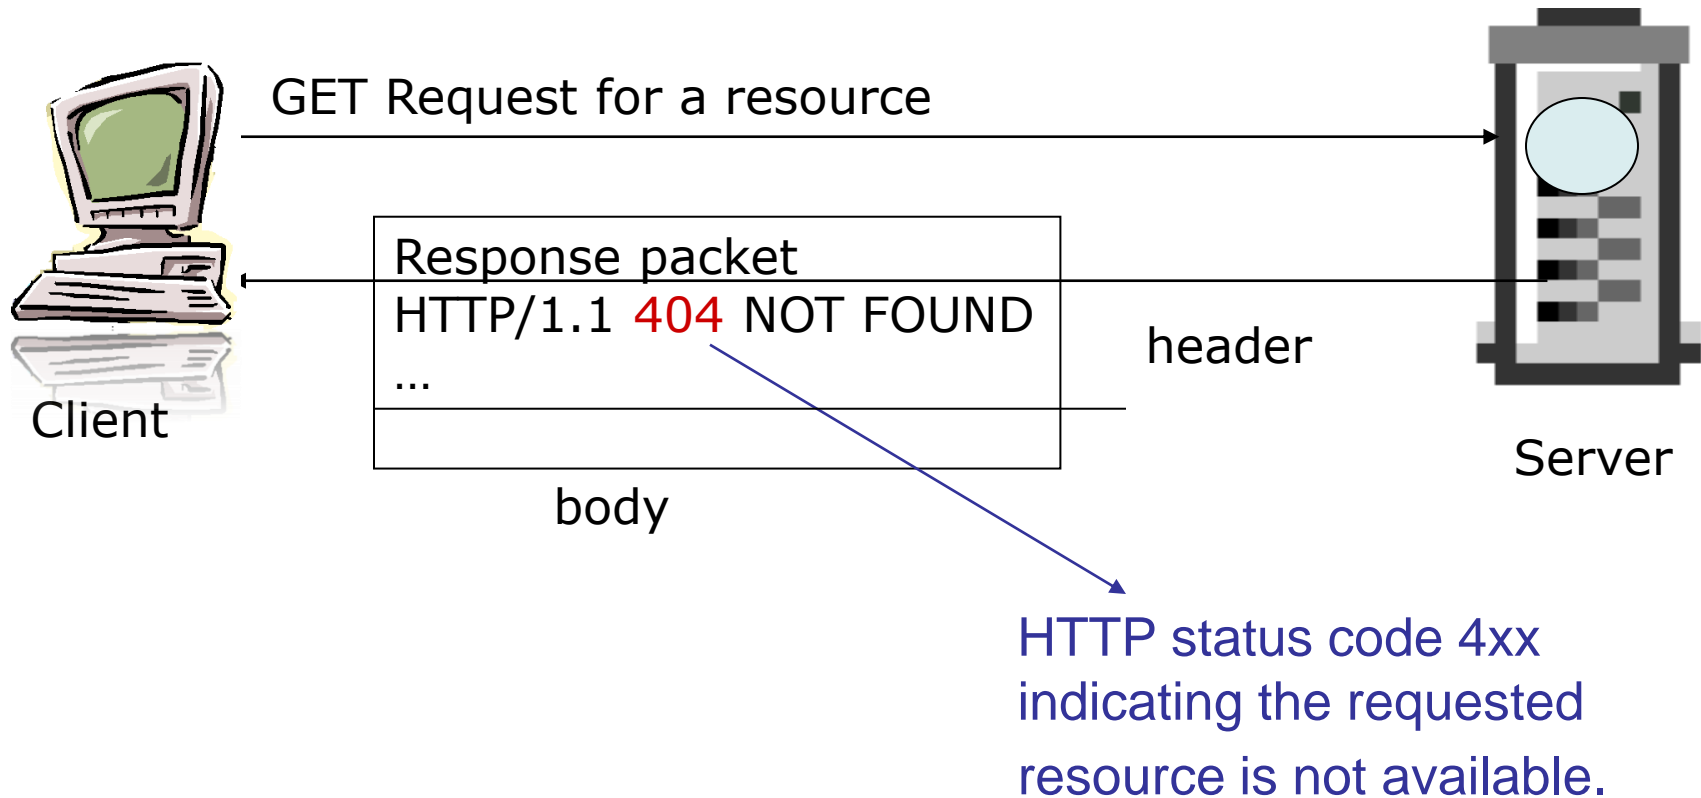 GET Request for a resource
Response packet
HTTP/1.1 404 NOT FOUND
...
header
Client
Server
body
HTTP status code 4xx
indicating the requested
resource is not available.